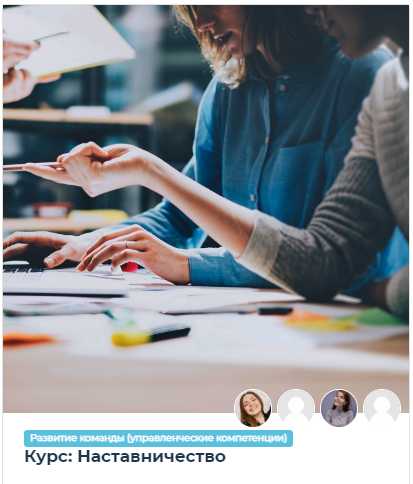 Развитие команды (управленческие компетенции)
Курс: Наставничество